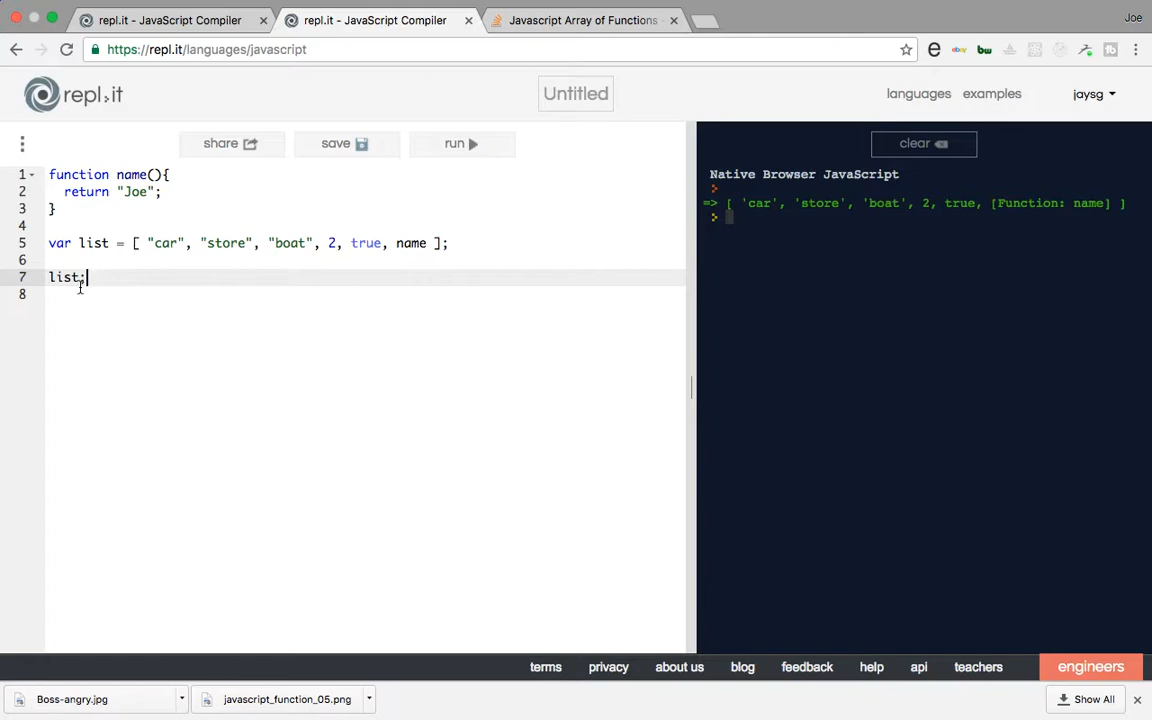 repl.it - JavaScript Compiler
repl.it - JavaScript Compiler
Javascript Array of Functions
Joe
https://repl.it/languages/javascript
repl.it
Untitled
languages
examples
jaysg
share
save
run
clear
1 function name(){
2 return "Joe";
3 }
4
5 var list = [ "car", "store", "boat", 2, true, name ];
6
7 list;
8
Native Browser JavaScript
>
=> [ 'car', 'store', 'boat', 2, true, [Function: name] ]
>
terms
privacy
about us
blog
feedback
help
api
teachers
engineers
Boss-angry.jpg
javascript_function_05.png
Show All